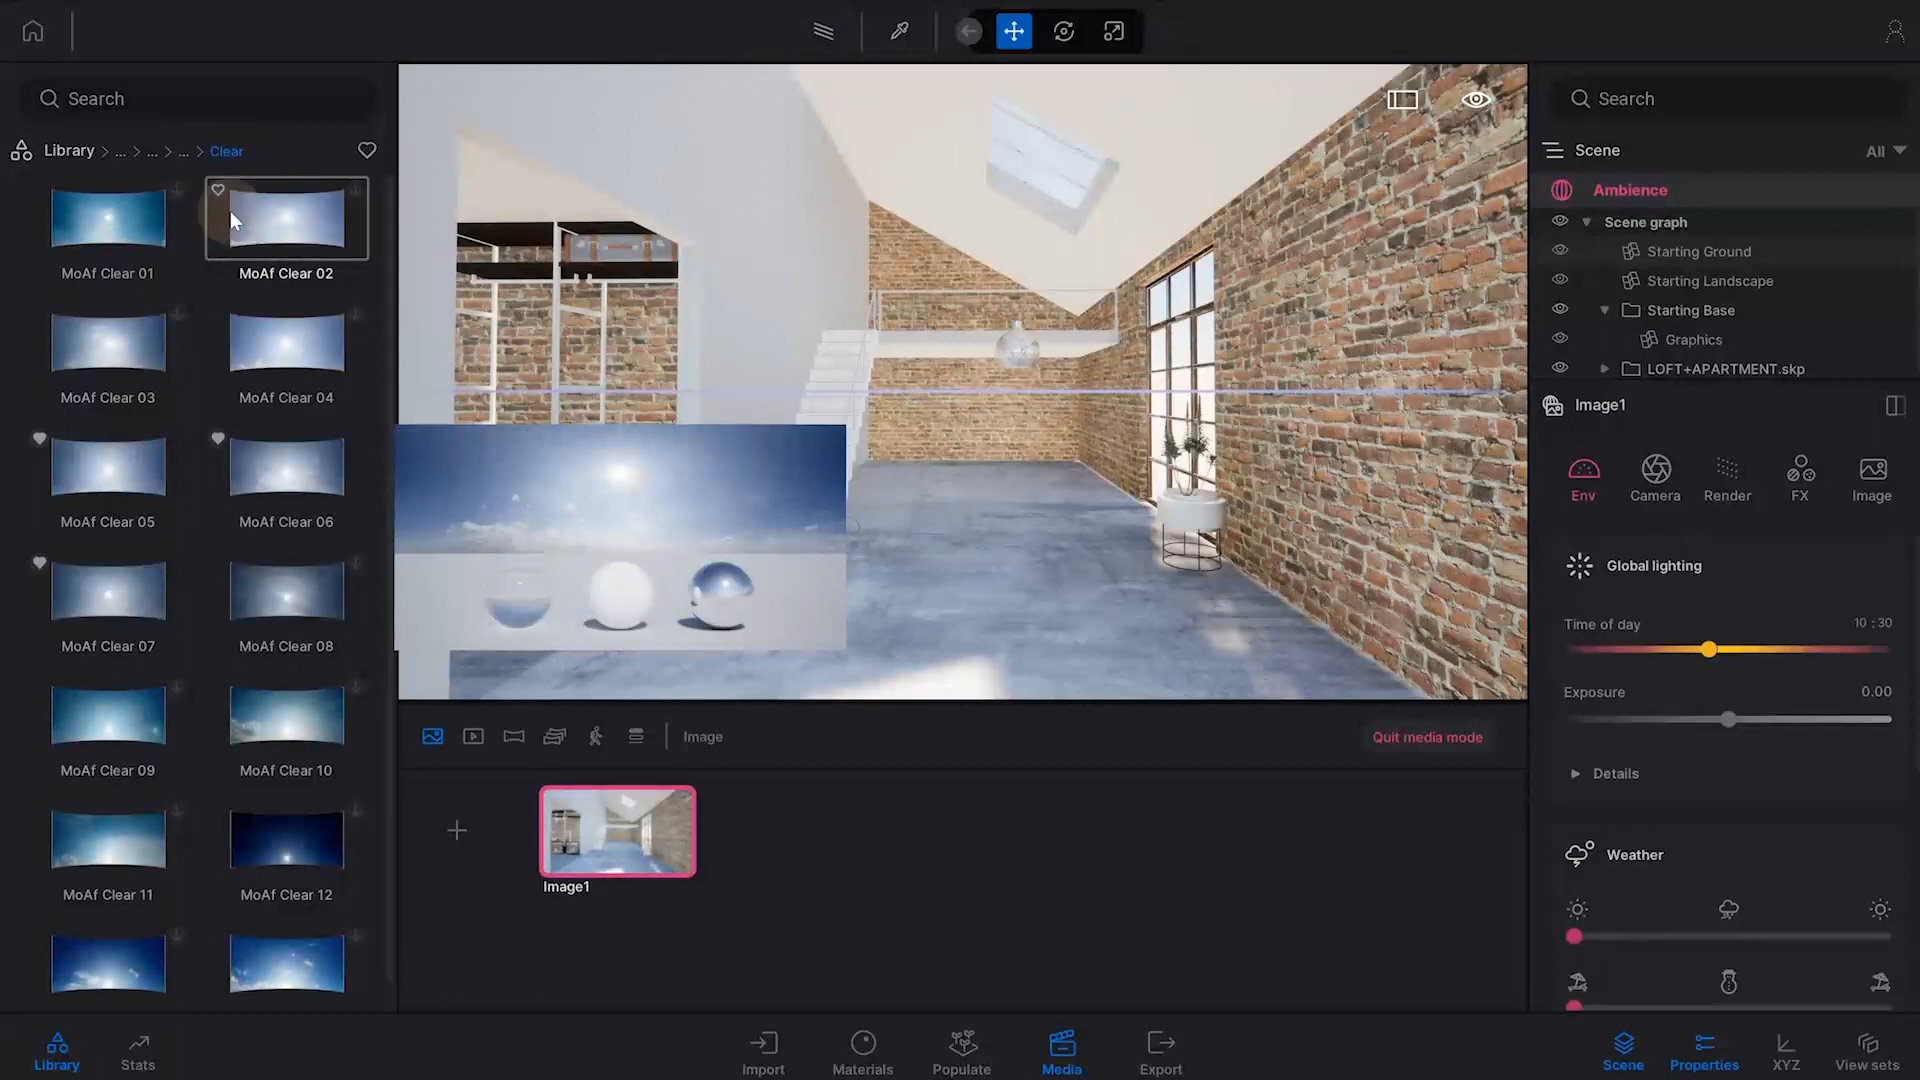 Search
Library > ... > ... > ... > Clear
MoAf Clear 01
MoAf Clear 02
MoAf Clear 03
MoAf Clear 04
MoAf Clear 05
MoAf Clear 06
MoAf Clear 07
MoAf Clear 08
MoAf Clear 09
MoAf Clear 10
MoAf Clear 11
MoAf Clear 12
Image
Quit media mode
Image1
Search
Scene
All
Ambience
Scene graph
Starting Ground
Starting Landscape
Starting Base
Graphics
LOFT+APARTMENT.skp
Image1
Env
Camera
Render
FX
Image
Global lighting
Time of day
10 : 30
Exposure
0.00
Details
Weather
Library
Stats
Import
Materials
Populate
Media
Export
Scene
Properties
XYZ
View sets